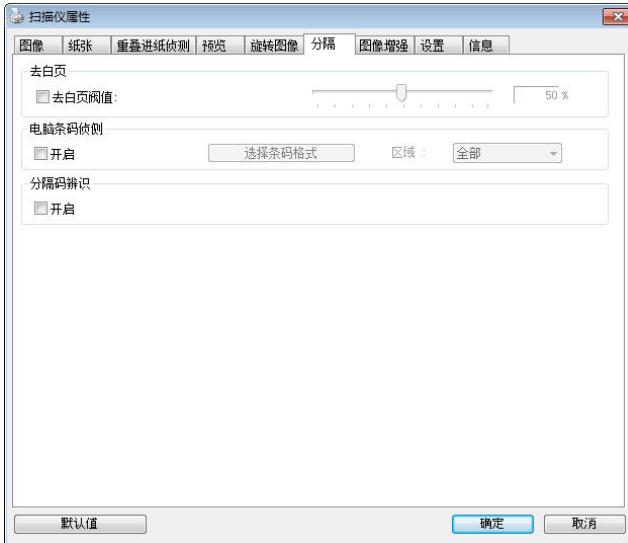 扫描仪属性
图像 纸张 重叠进纸侦测 预览 旋转图像 分隔 图像增强 设置 信息
去白页
去白页阀值: 50 %
电脑条码侦侧
开启 选择条码格式 区域 : 全部
分隔码辨识
开启
默认值 确定 取消